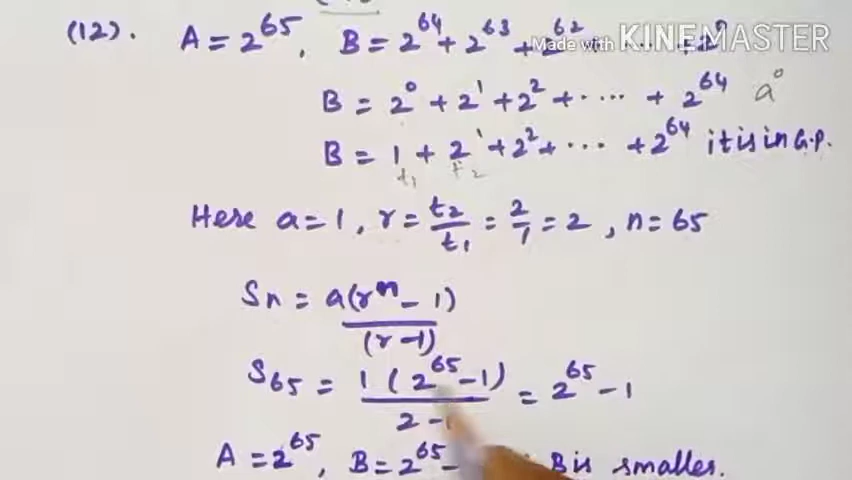 (12). A = 2^65, B = 2^64 + 2^63 + 2^62 + ... + 2^0
Made with KINEMASTER
B = 2^0 + 2^1 + 2^2 + .... + 2^64 a^0
B = 1 + 2^1 + 2^2 + ... + 2^64 it is in G.P.
t1 t2
Here a = 1, r = t2/t1 = 2/1 = 2, n = 65
Sn = a(r^n - 1)/(r - 1)
S65 = 1(2^65 - 1)/2 - 1 = 2^65 - 1
A = 2^65, B = 2^65 - B is smaller.